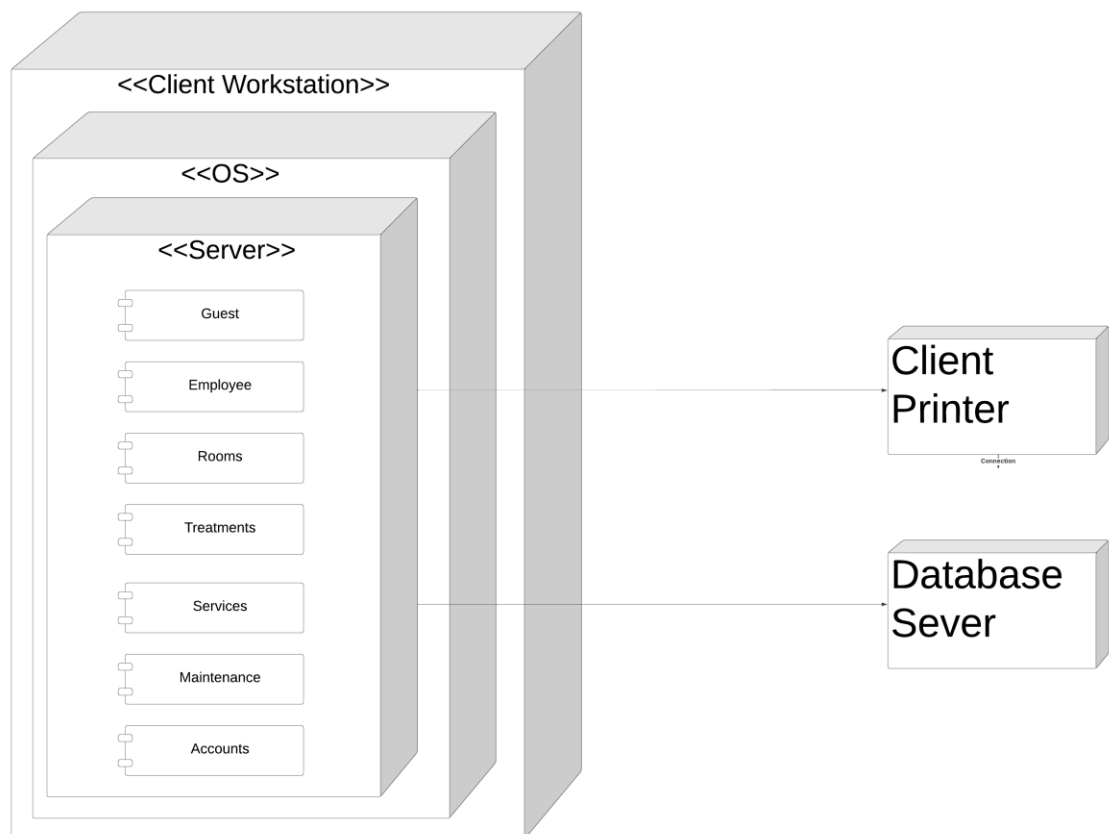 <<Client Workstation>>
<<OS>>
<<Server>>
Guest
Employee
Rooms
Treatments
Services
Maintenance
Accounts
Client
Printer
Connection
Database
Sever